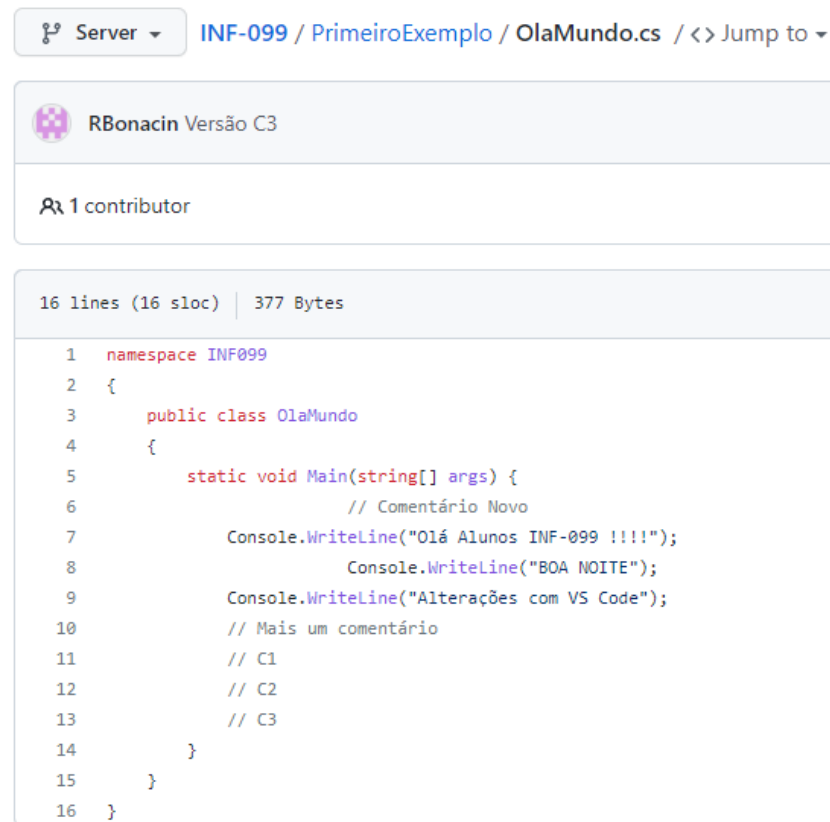 Server INF-099 / PrimeiroExemplo / OlaMundo.cs / <> Jump to
RBonacin Versão C3
1 contributor
16 lines (16 sloc) 377 Bytes
1 namespace INF099
2 {
3     public class OlaMundo
4     {
5         static void Main(string[] args) {
6                         // Comentário Novo
7             Console.WriteLine("Olá Alunos INF-099 !!!!");
8                         Console.WriteLine("BOA NOITE");
9             Console.WriteLine("Alterações com VS Code");
10             // Mais um comentário
11             // C1
12             // C2
13             // C3
14         }
15     }
16 }